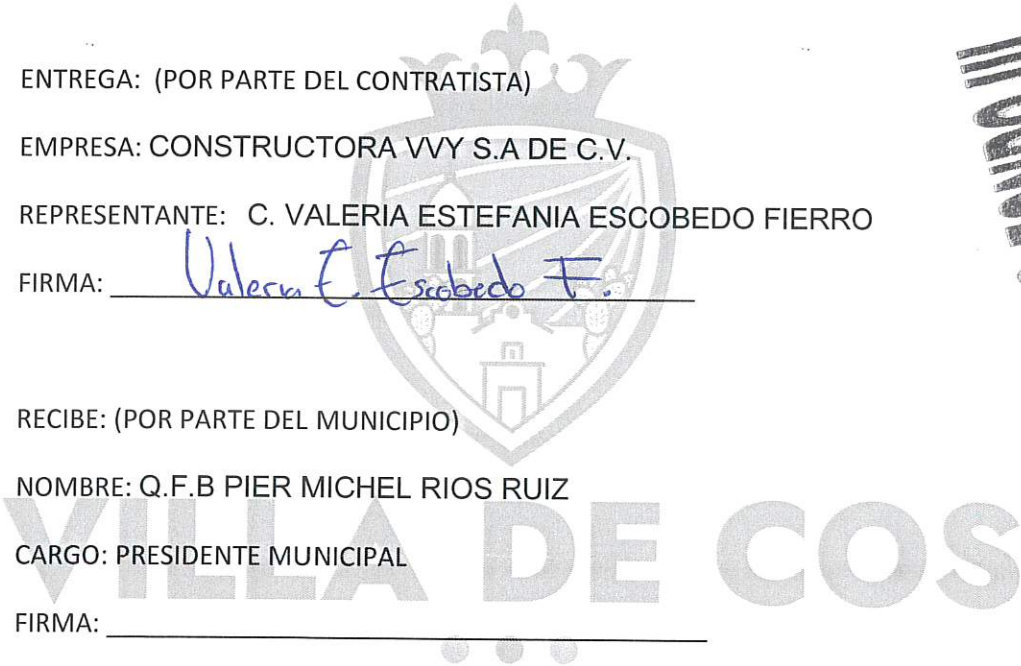 ENTREGA: (POR PARTE DEL CONTRATISTA)
EMPRESA: CONSTRUCTORA VVY S.A DE C.V.
REPRESENTANTE: C. VALERIA ESTEFANIA ESCOBEDO FIERRO
FIRMA: Valeria E. Escobedo F.
RECIBE: (POR PARTE DEL MUNICIPIO)
NOMBRE: Q.F.B PIER MICHEL RIOS RUIZ
VILLA DE COS
CARGO: PRESIDENTE MUNICIPAL
FIRMA: